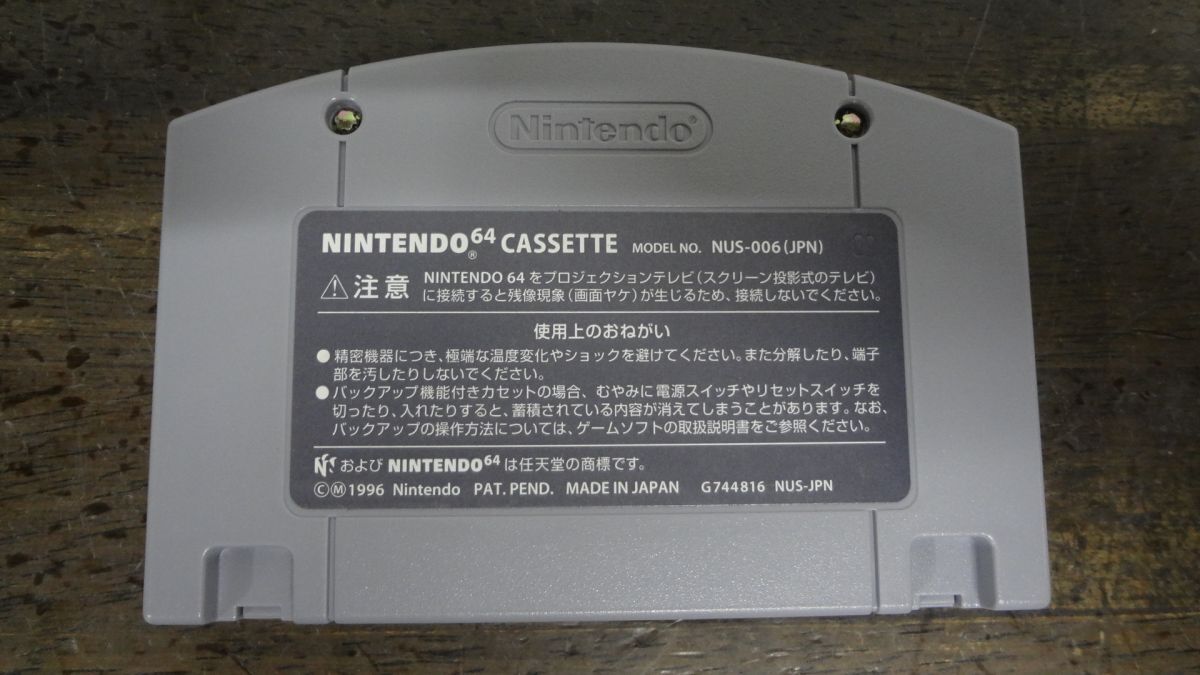 Nintendo®
NINTENDO64® CASSETTE MODEL NO. NUS-006(JPN)
⚠注意 NINTENDO 64をプロジェクションテレビ(スクリーン投影式のテレビ)
に接続すると残像現象(画面ヤケ)が生じるため、接続しないでください。
使用上のおねがい
●精密機器につき、極端な温度変化やショックを避けてください。また分解したり、端子
部を汚したりしないでください。
●バックアップ機能付きカセットの場合、むやみに電源スイッチやリセットスイッチを
切ったり、入れたりすると、蓄積されている内容が消えてしまうことがあります。なお、
バックアップの操作方法については、ゲームソフトの取扱説明書をご参照ください。
および NINTENDO64 は任天堂の商標です。
ⒸⓂ1996 Nintendo PAT. PEND. MADE IN JAPAN G744816 NUS-JPN